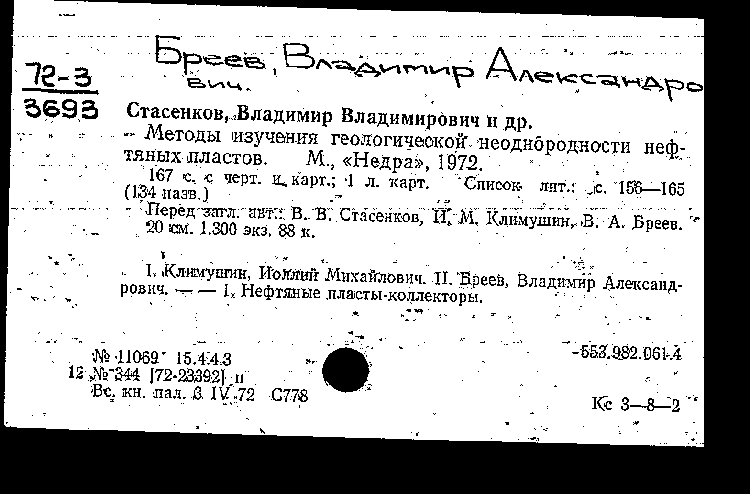 Бреев, Владимир Александро
вич.
72-3
3693
Стасенков, Владимир Владимирович и др.
Методы изучения геологической неоднородности неф-
тяных пластов. М., «Недра», 1972.
167 с. с черт. и карт.; 1 л. карт. Список лит.: с. 156—165
(134 назв.)
Перед загл. авт.: В. В. Стасенков, И. М. Климушин, В. А. Бреев.
20 см. 1.300 экз. 88 к.
I. Климушин, Иоллий Михайлович. II. Бреев, Владимир Александ-
рович. — — 1. Нефтяные пласты-коллекторы.
№ 11069 15.4.4.3
12 № 344 [72-23392] п
Вс. кн. пал. 3 IV.72 С778
553.982.061.4
Кс 3—8—2